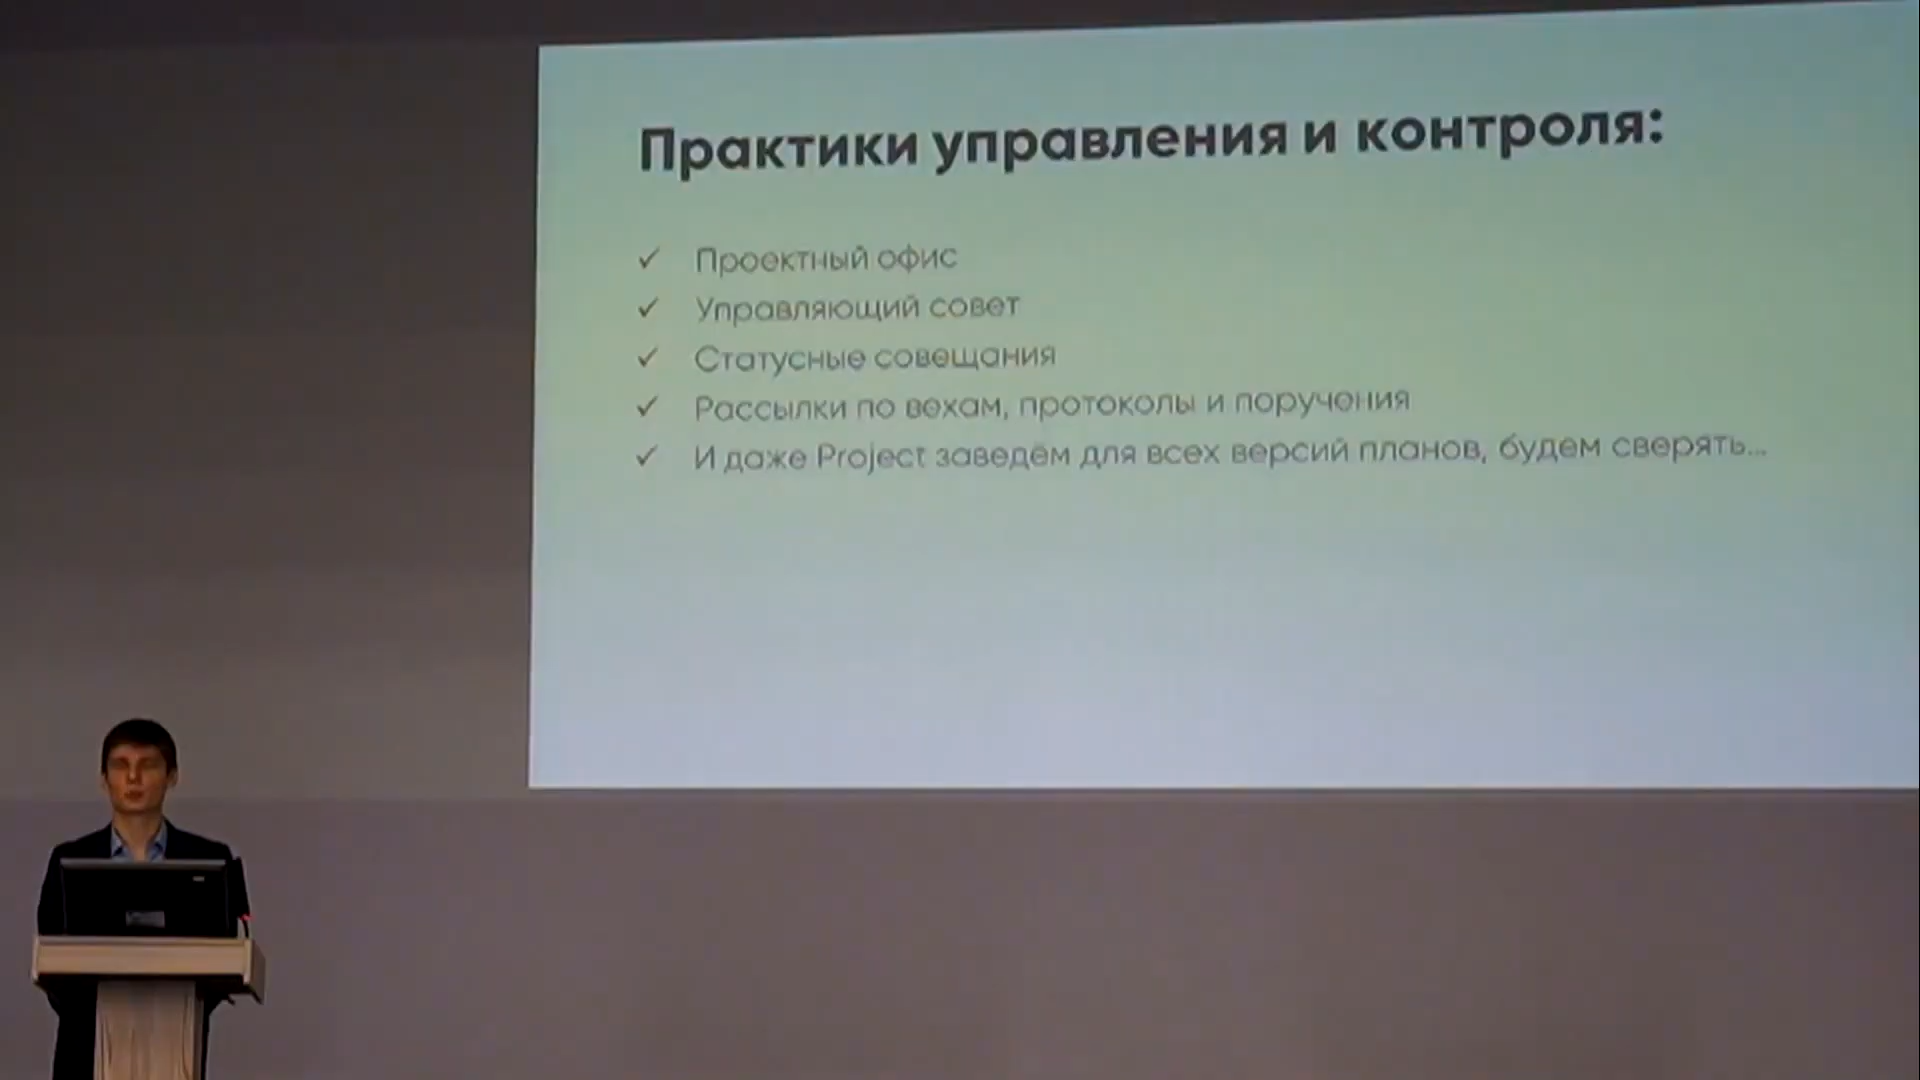 Практики управления и контроля:
✓ Проектный офис
✓ Управляющий совет
✓ Статусные совещания
✓ Рассылки по вехам, протоколы и поручения
✓ И даже Project заведём для всех версий планов, будем сверять...